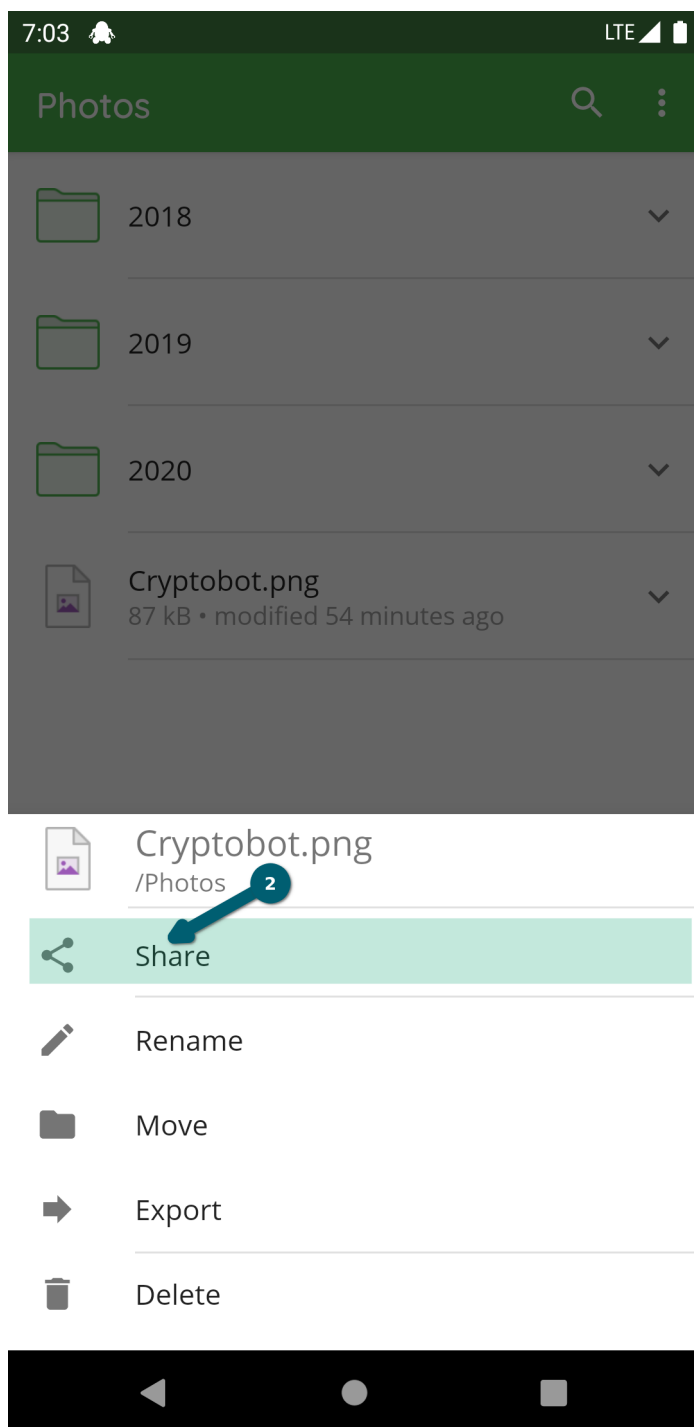 7:03 LTE
Photos
2018
2019
2020
Cryptobot.png
87 kB • modified 54 minutes ago
Cryptobot.png
/Photos
2
Share
Rename
Move
Export
Delete